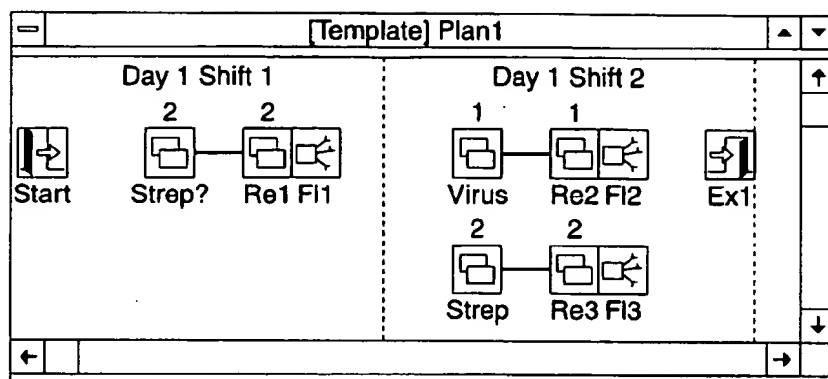 [Template] Plan1
Day 1 Shift 1
Day 1 Shift 2
2 2
1 1
Start
Strep?
Re1 Fl1
Virus
Re2 Fl2
Ex1
2 2
Strep
Re3 Fl3